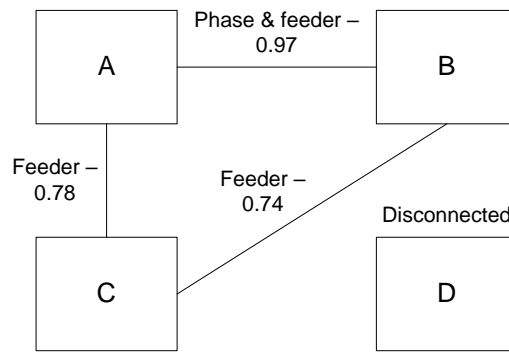 Phase & feeder –
0.97
A
B
Feeder –
0.78
Feeder –
0.74
Disconnected
C
D